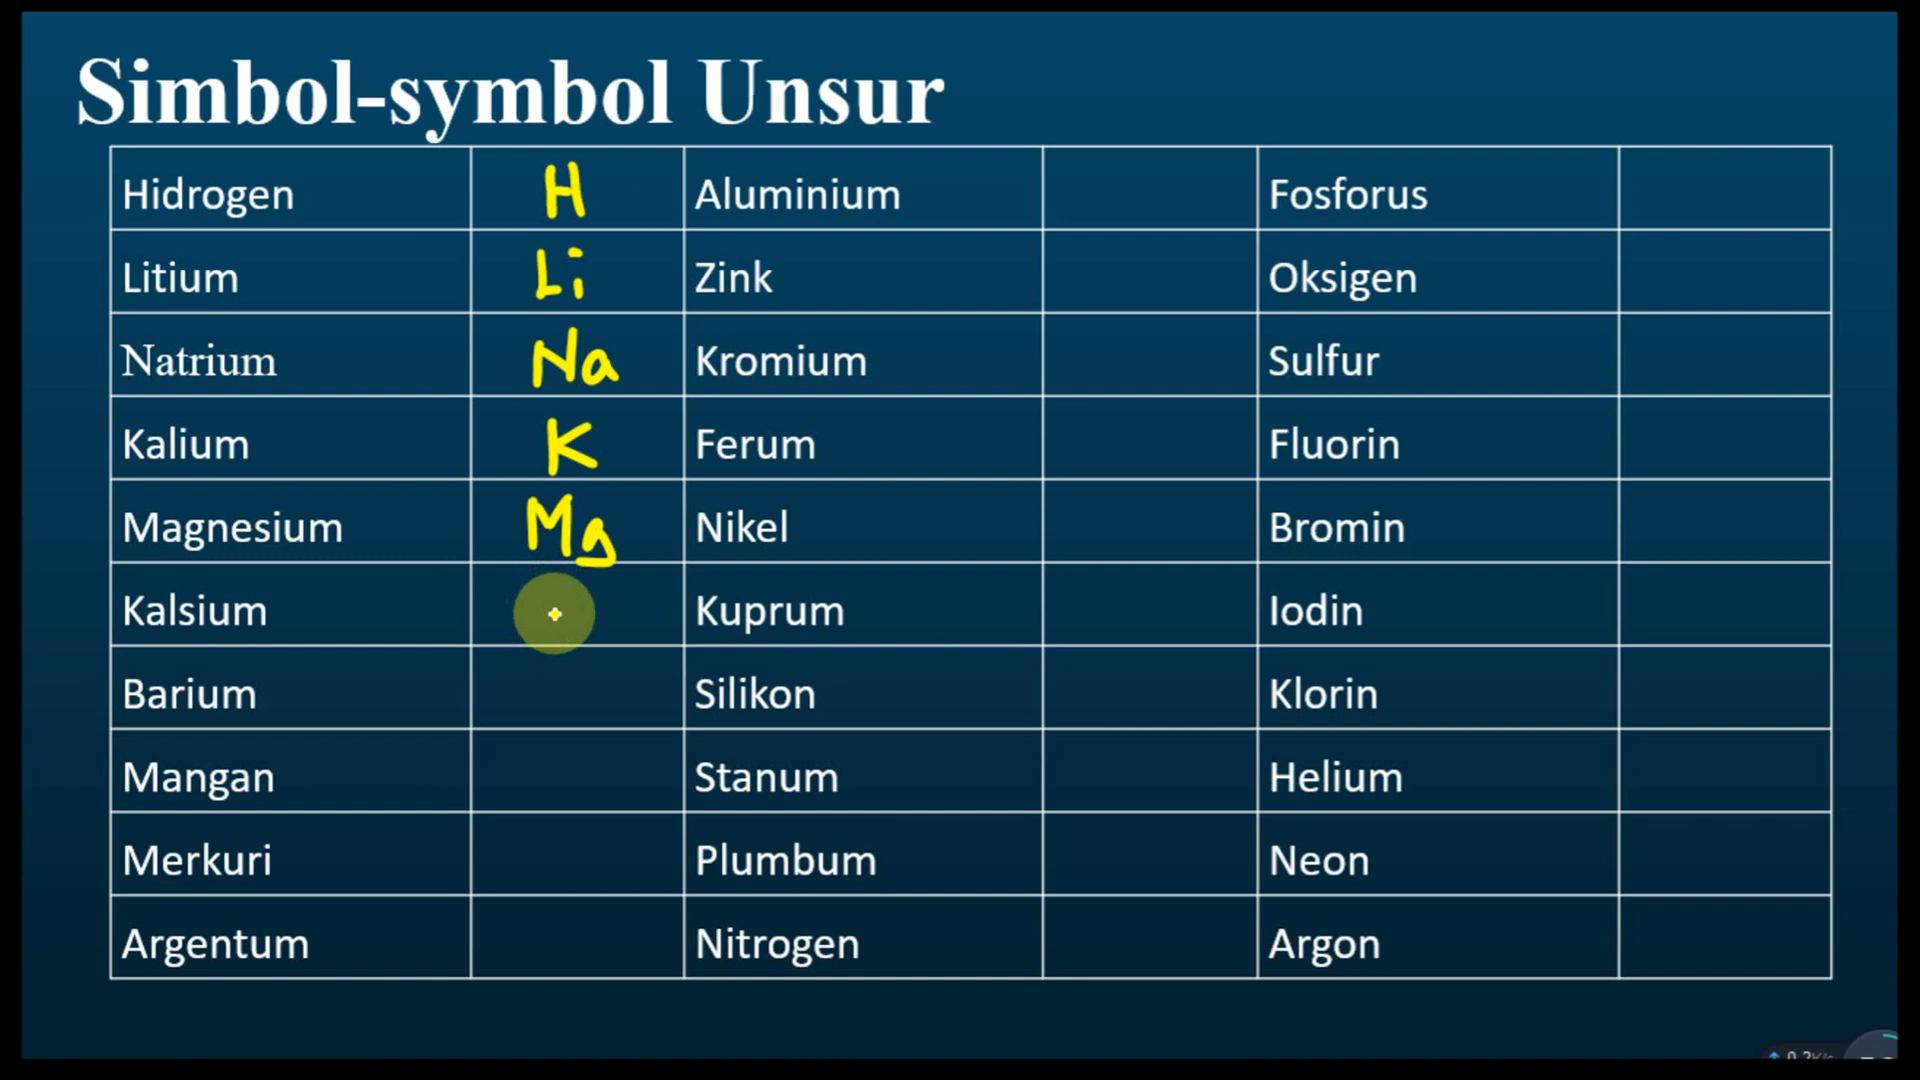 Simbol-symbol Unsur
Hidrogen H Aluminium Fosforus
Litium Li Zink Oksigen
Natrium Na Kromium Sulfur
Kalium K Ferum Fluorin
Magnesium Mg Nikel Bromin
Kalsium Kuprum Iodin
Barium Silikon Klorin
Mangan Stanum Helium
Merkuri Plumbum Neon
Argentum Nitrogen Argon